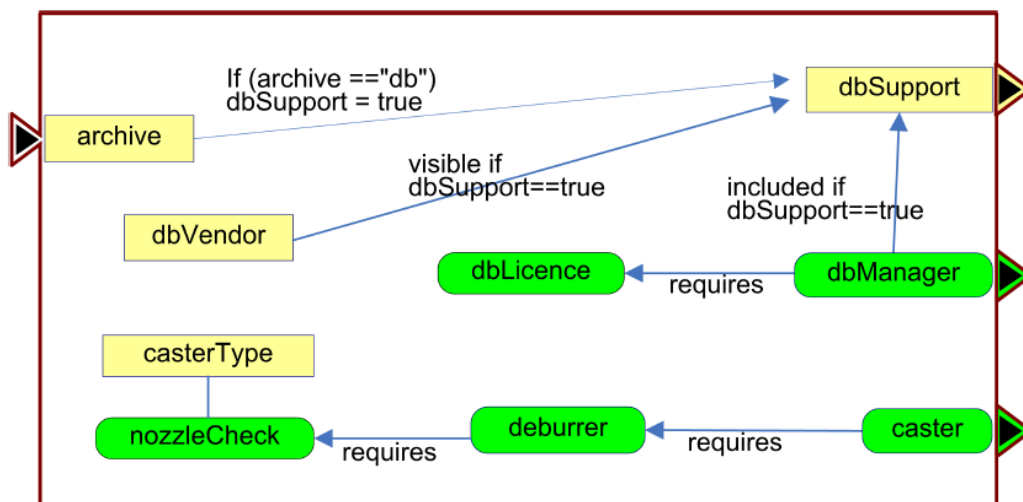 If (archive =="db")
dbSupport = true
dbSupport
archive
visible if
dbSupport==true
included if
dbSupport==true
dbVendor
dbLicence
requires
dbManager
casterType
nozzleCheck
requires
deburrer
requires
caster